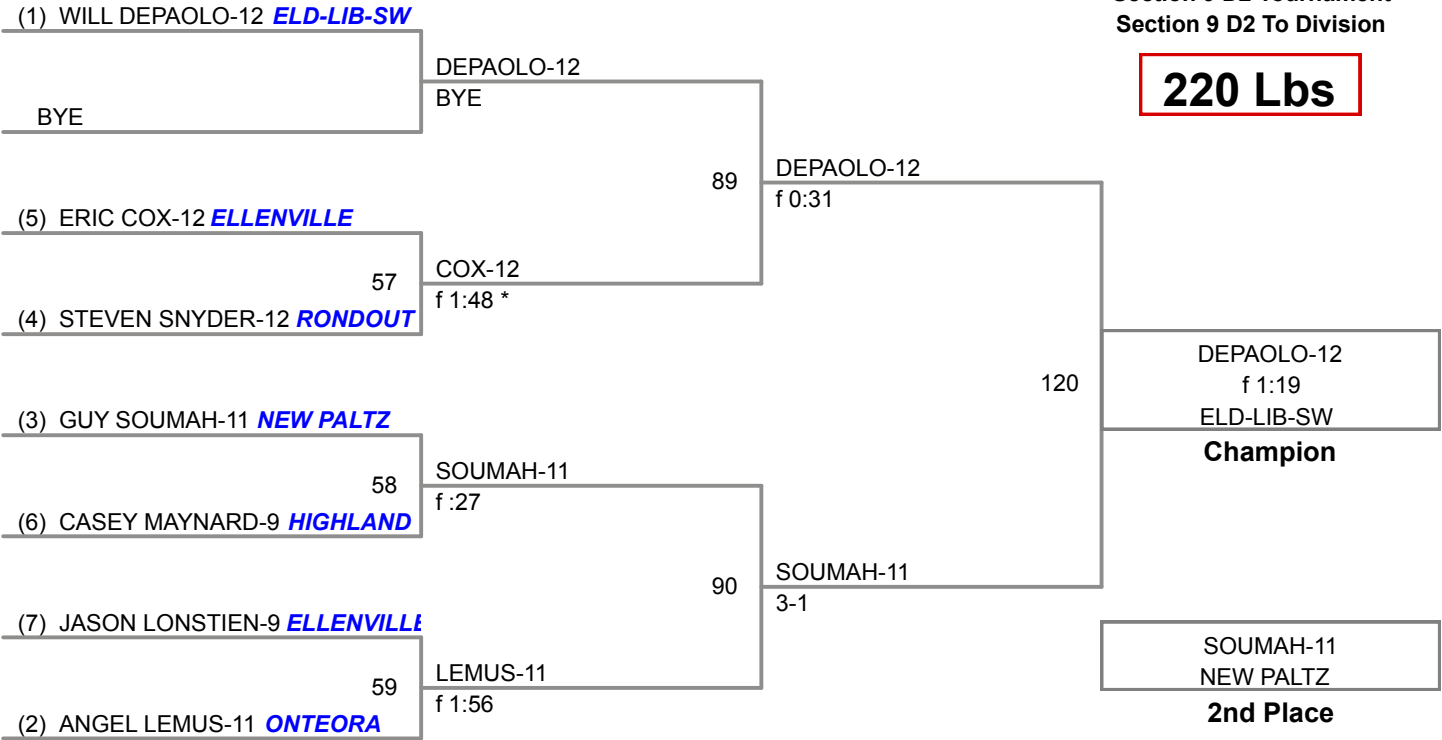 Section 9 D2 Tournament
Section 9 D2 To Division
220 Lbs
(1) WILL DEPAOLO-12 ELD-LIB-SW
BYE
(5) ERIC COX-12 ELLENVILLE
57
(4) STEVEN SNYDER-12 RONDOUT
(3) GUY SOUMAH-11 NEW PALTZ
58
(6) CASEY MAYNARD-9 HIGHLAND
(7) JASON LONSTIEN-9 ELLENVILLE
59
(2) ANGEL LEMUS-11 ONTEORA
DEPAOLO-12
BYE
89
COX-12
f 1:48 *
SOUMAH-11
f :27
90
LEMUS-11
f 1:56
DEPAOLO-12
f 0:31
120
SOUMAH-11
3-1
DEPAOLO-12
f 1:19
ELD-LIB-SW
Champion
SOUMAH-11
NEW PALTZ
2nd Place